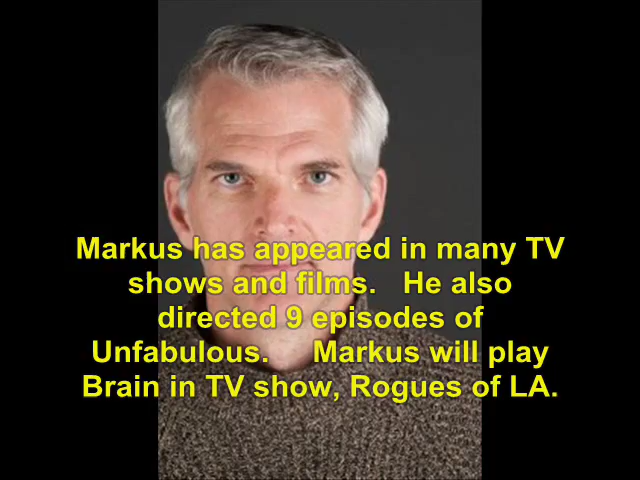 Markus has appeared in many TV
shows and films.   He also
directed 9 episodes of
Unfabulous.     Markus will play
Brain in TV show, Rogues of LA.